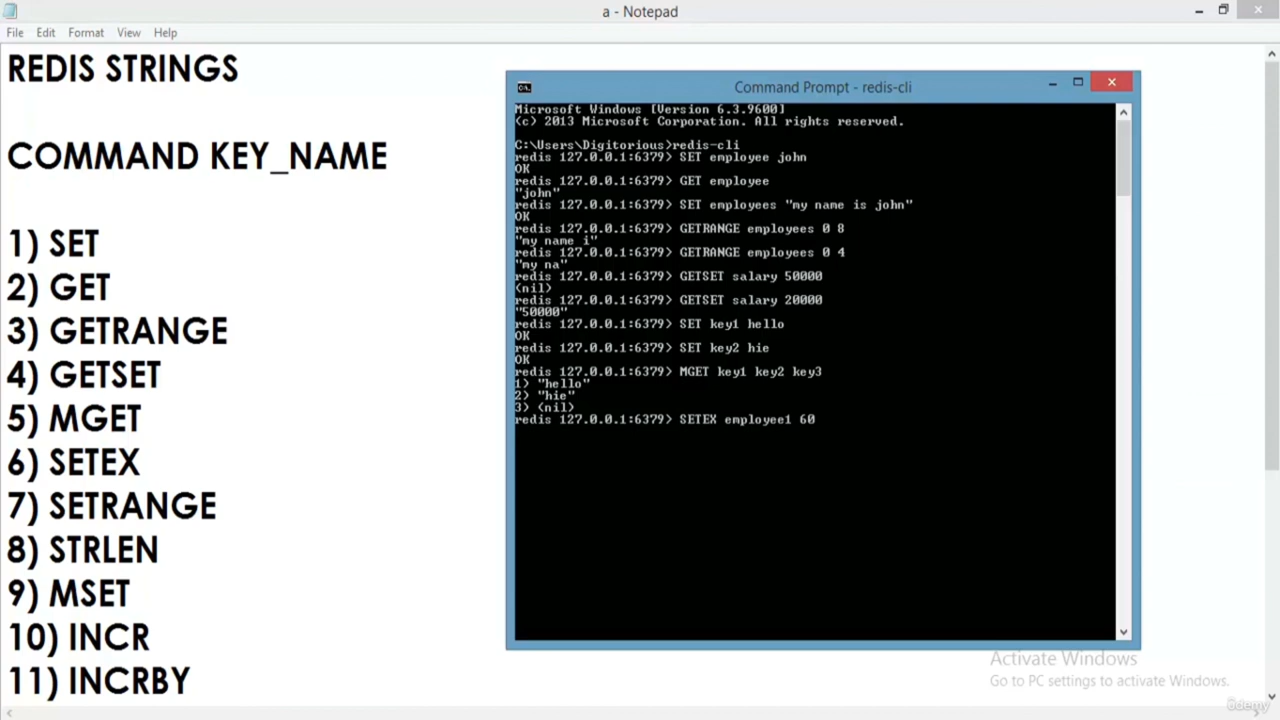 a - Notepad
File Edit Format View Help
REDIS STRINGS
COMMAND KEY_NAME
1) SET
2) GET
3) GETRANGE
4) GETSET
5) MGET
6) SETEX
7) SETRANGE
8) STRLEN
9) MSET
10) INCR
11) INCRBY
Command Prompt - redis-cli
Microsoft Windows [Version 6.3.9600]
(c) 2013 Microsoft Corporation. All rights reserved.
C:\Users\Digitorious>redis-cli
redis 127.0.0.1:6379> SET employee john
OK
redis 127.0.0.1:6379> GET employee
"john"
redis 127.0.0.1:6379> SET employees "my name is john"
OK
redis 127.0.0.1:6379> GETRANGE employees 0 8
"my name i"
redis 127.0.0.1:6379> GETRANGE employees 0 4
"my na"
redis 127.0.0.1:6379> GETSET salary 50000
(nil)
redis 127.0.0.1:6379> GETSET salary 20000
"50000"
redis 127.0.0.1:6379> SET key1 hello
OK
redis 127.0.0.1:6379> SET key2 hie
OK
redis 127.0.0.1:6379> MGET key1 key2 key3
1) "hello"
2) "hie"
3) (nil)
redis 127.0.0.1:6379> SETEX employee1 60
Activate Windows
Go to PC settings to activate Windows.
ûdemy